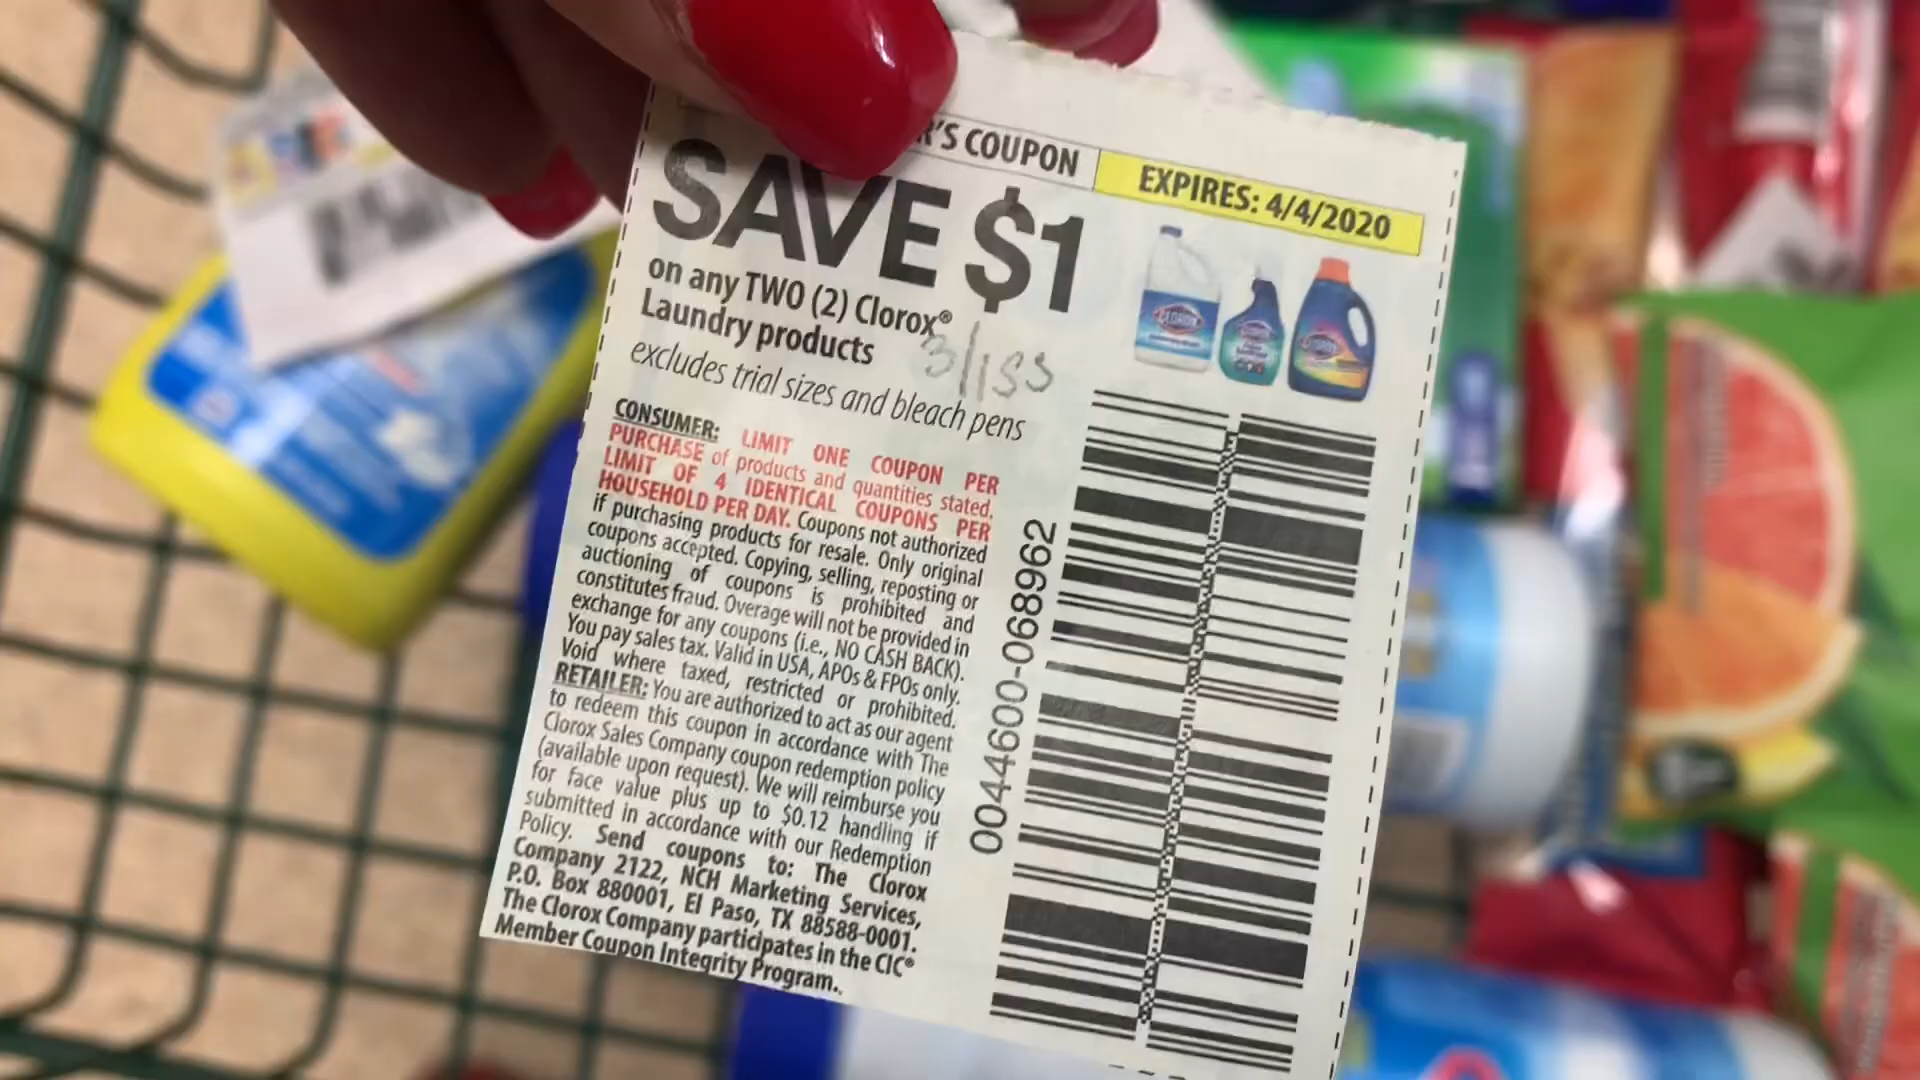 R'S COUPON
EXPIRES: 4/4/2020
SAVE $1
on any TWO (2) Clorox®
Laundry products
excludes trial sizes and bleach pens
CLOROX
CONSUMER: LIMIT ONE COUPON PER
PURCHASE of products and quantities stated.
LIMIT OF 4 IDENTICAL COUPONS PER
HOUSEHOLD PER DAY. Coupons not authorized
if purchasing products for resale. Only original
coupons accepted. Copying, selling, reposting or
auctioning of coupons is prohibited and
constitutes fraud. Overage will not be provided in
exchange for any coupons (i.e., NO CASH BACK).
You pay sales tax. Valid in USA, APOs & FPOs only.
Void where taxed, restricted or prohibited.
RETAILER: You are authorized to act as our agent
to redeem this coupon in accordance with The
Clorox Sales Company coupon redemption policy
(available upon request). We will reimburse you
for face value plus up to $0.12 handling if
submitted in accordance with our Redemption
Policy. Send coupons to: The Clorox
Company 2122, NCH Marketing Services,
P.O. Box 880001, El Paso, TX 88588-0001.
The Clorox Company participates in the CIC®
Member Coupon Integrity Program.
0044600-068962